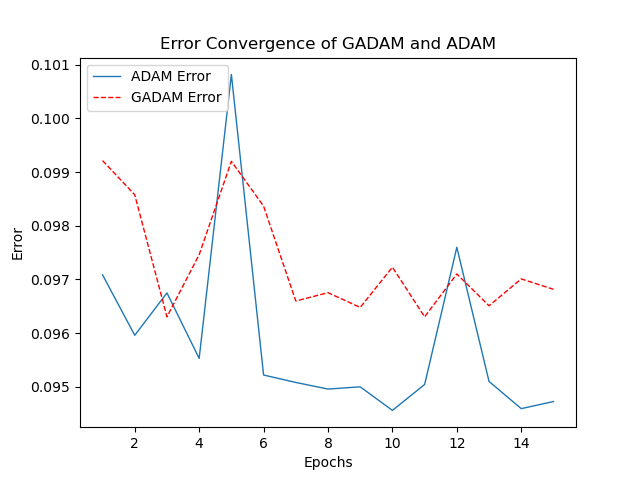 Error Convergence of GADAM and ADAM
ADAM Error
GADAM Error
0.101
0.100
0.099
0.098
0.097
0.096
0.095
Error
2 4 6 8 10 12 14
Epochs